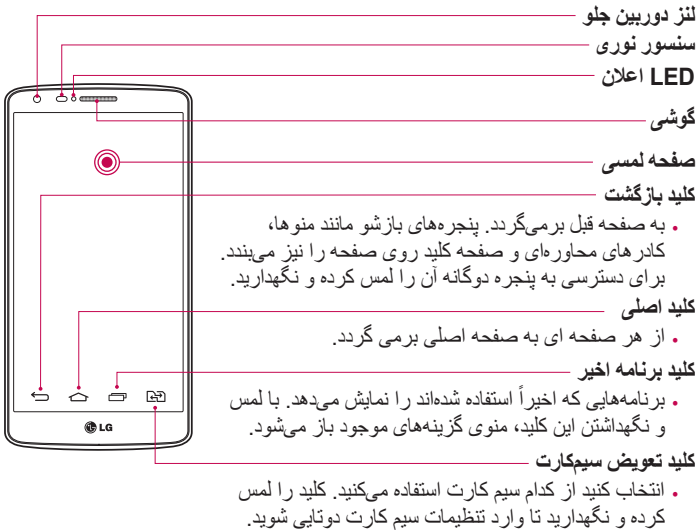 لنز دوربین جلو
سنسور نوری
LED اعلان
گوشی
صفحه لمسی
کلید بازگشت
• به صفحه قبل برمی‌گردد. پنجره‌های بازشو مانند منوها،
کادرهای محاوره‌ای و صفحه کلید روی صفحه را نیز می‌بندد.
برای دسترسی به پنجره دوگانه آن را لمس کرده و نگهدارید.
کلید اصلی
• از هر صفحه ای به صفحه اصلی برمی گردد.
کلید برنامه اخیر
• برنامه‌هایی که اخیراً استفاده شده‌اند را نمایش می‌دهد. با لمس
و نگهداشتن این کلید، منوی گزینه‌های موجود باز می‌شود.
کلید تعویض سیم‌کارت
• انتخاب کنید از کدام سیم کارت استفاده می‌کنید. کلید را لمس
کرده و نگهدارید تا وارد تنظیمات سیم کارت دوتایی شوید.
LG